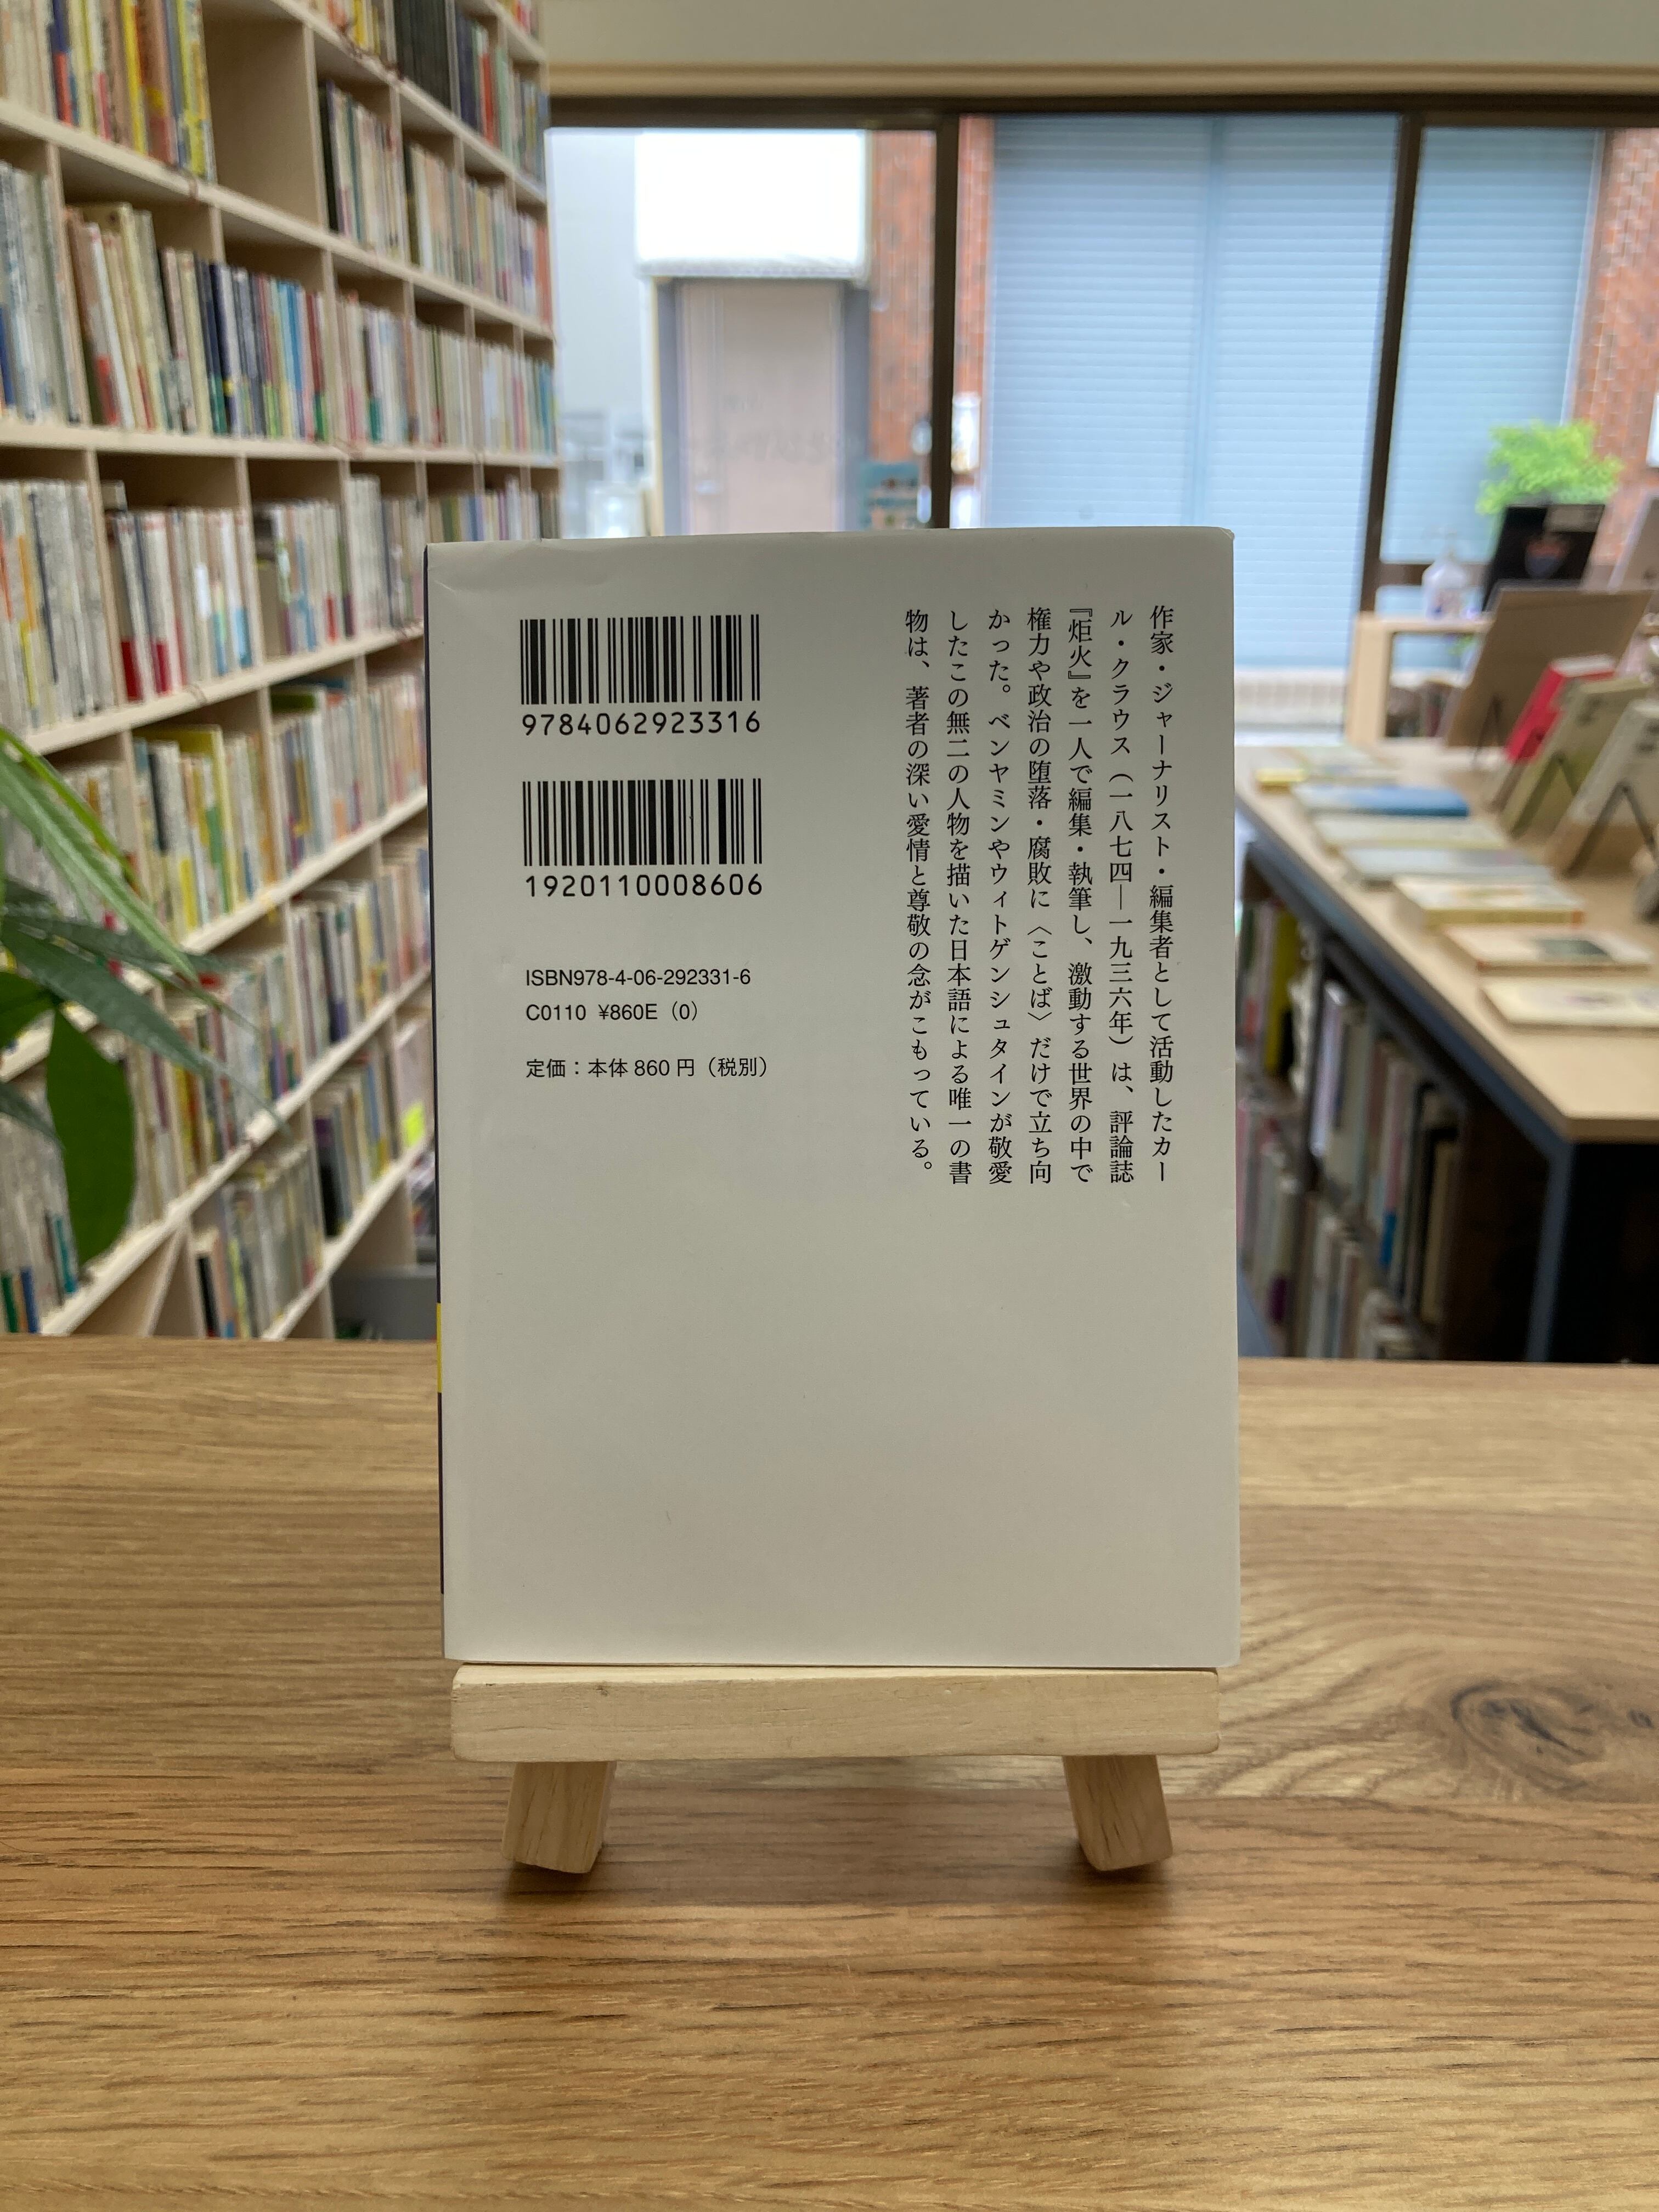 作家・ジャーナリスト・編集者として活動したカー
ル・クラウス（一八七四―一九三六年）は、評論誌
『炬火』を一人で編集・執筆し、激動する世界の中で
権力や政治の堕落・腐敗に〈ことば〉だけで立ち向
かった。ベンヤミンやウィトゲンシュタインが敬愛
したこの無二の人物を描いた日本語による唯一の書
物は、著者の深い愛情と尊敬の念がこもっている。
9784062923316
1920110008606
ISBN978-4-06-292331-6
C0110 ¥860E（0）
定価：本体860円（税別）